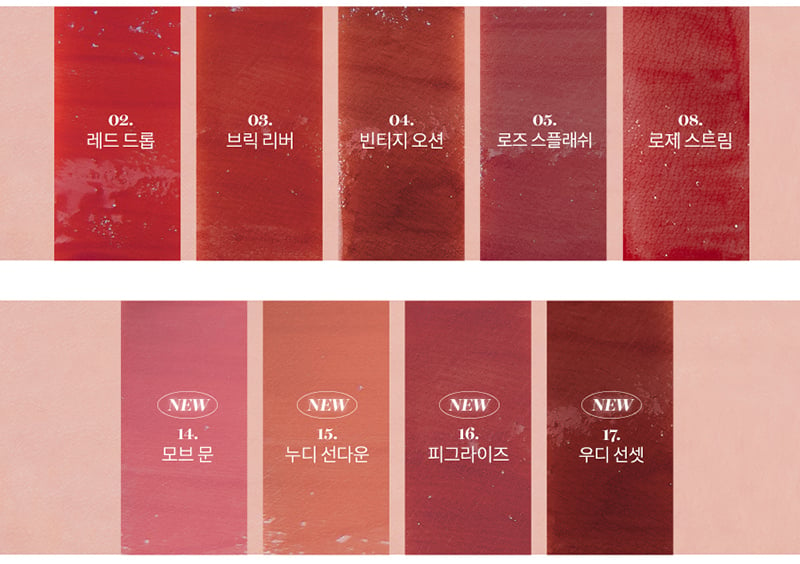 02.
레드 드롭
03.
브릭 리버
04.
빈티지 오션
05.
로즈 스플래쉬
08.
로제 스트림
NEW
14.
모브 문
NEW
15.
누디 선다운
NEW
16.
피그라이즈
NEW
17.
우디 선셋